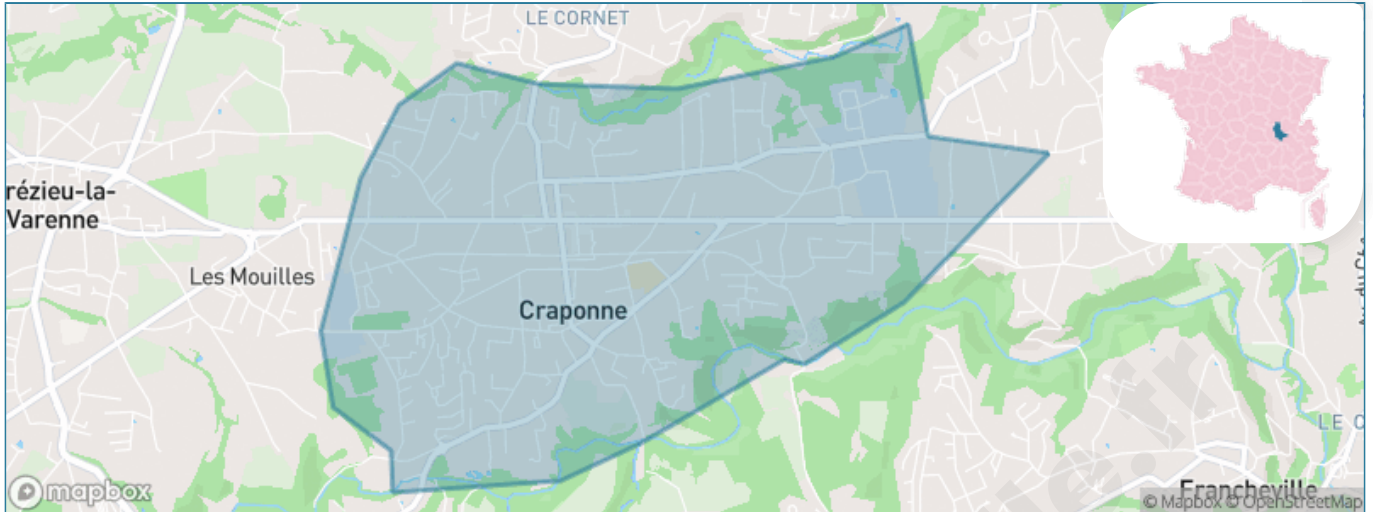 LE CORNET
rézieu-la-
Varenne
Les Mouilles
Craponne
LE C
Francheville
mapbox
© Mapbox © OpenStreetMap